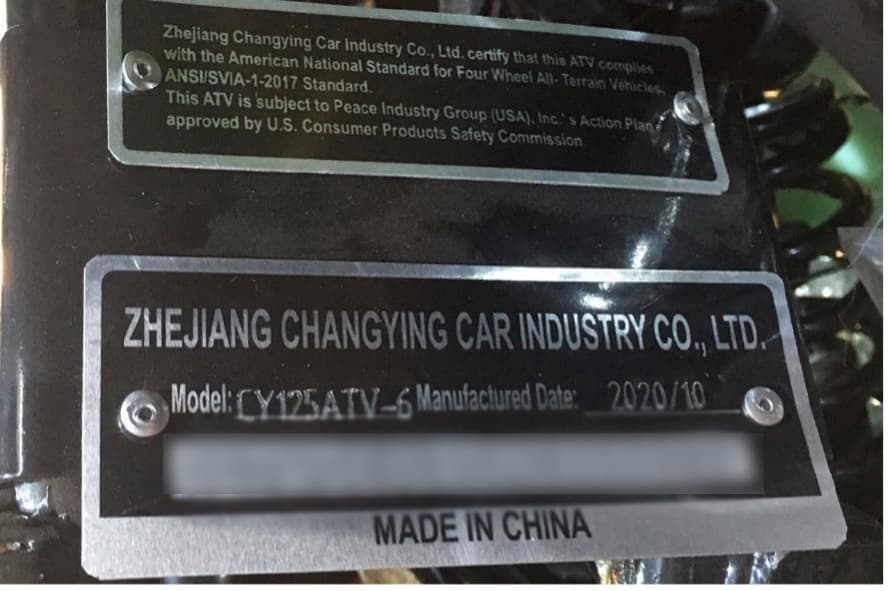 Zhejiang Changying Car Industry Co., Ltd. certify that this ATV complies
with the American National Standard for Four Wheel All- Terrain Vehicles,
ANSI/SVIA-1-2017 Standard.
This ATV is subject to Peace Industry Group (USA), Inc.' s Action Plan
approved by U.S. Consumer Products Safety Commission
ZHEJIANG CHANGYING CAR INDUSTRY CO., LTD.
Model: CY125ATV-6 Manufactured Date: 2020/10
MADE IN CHINA